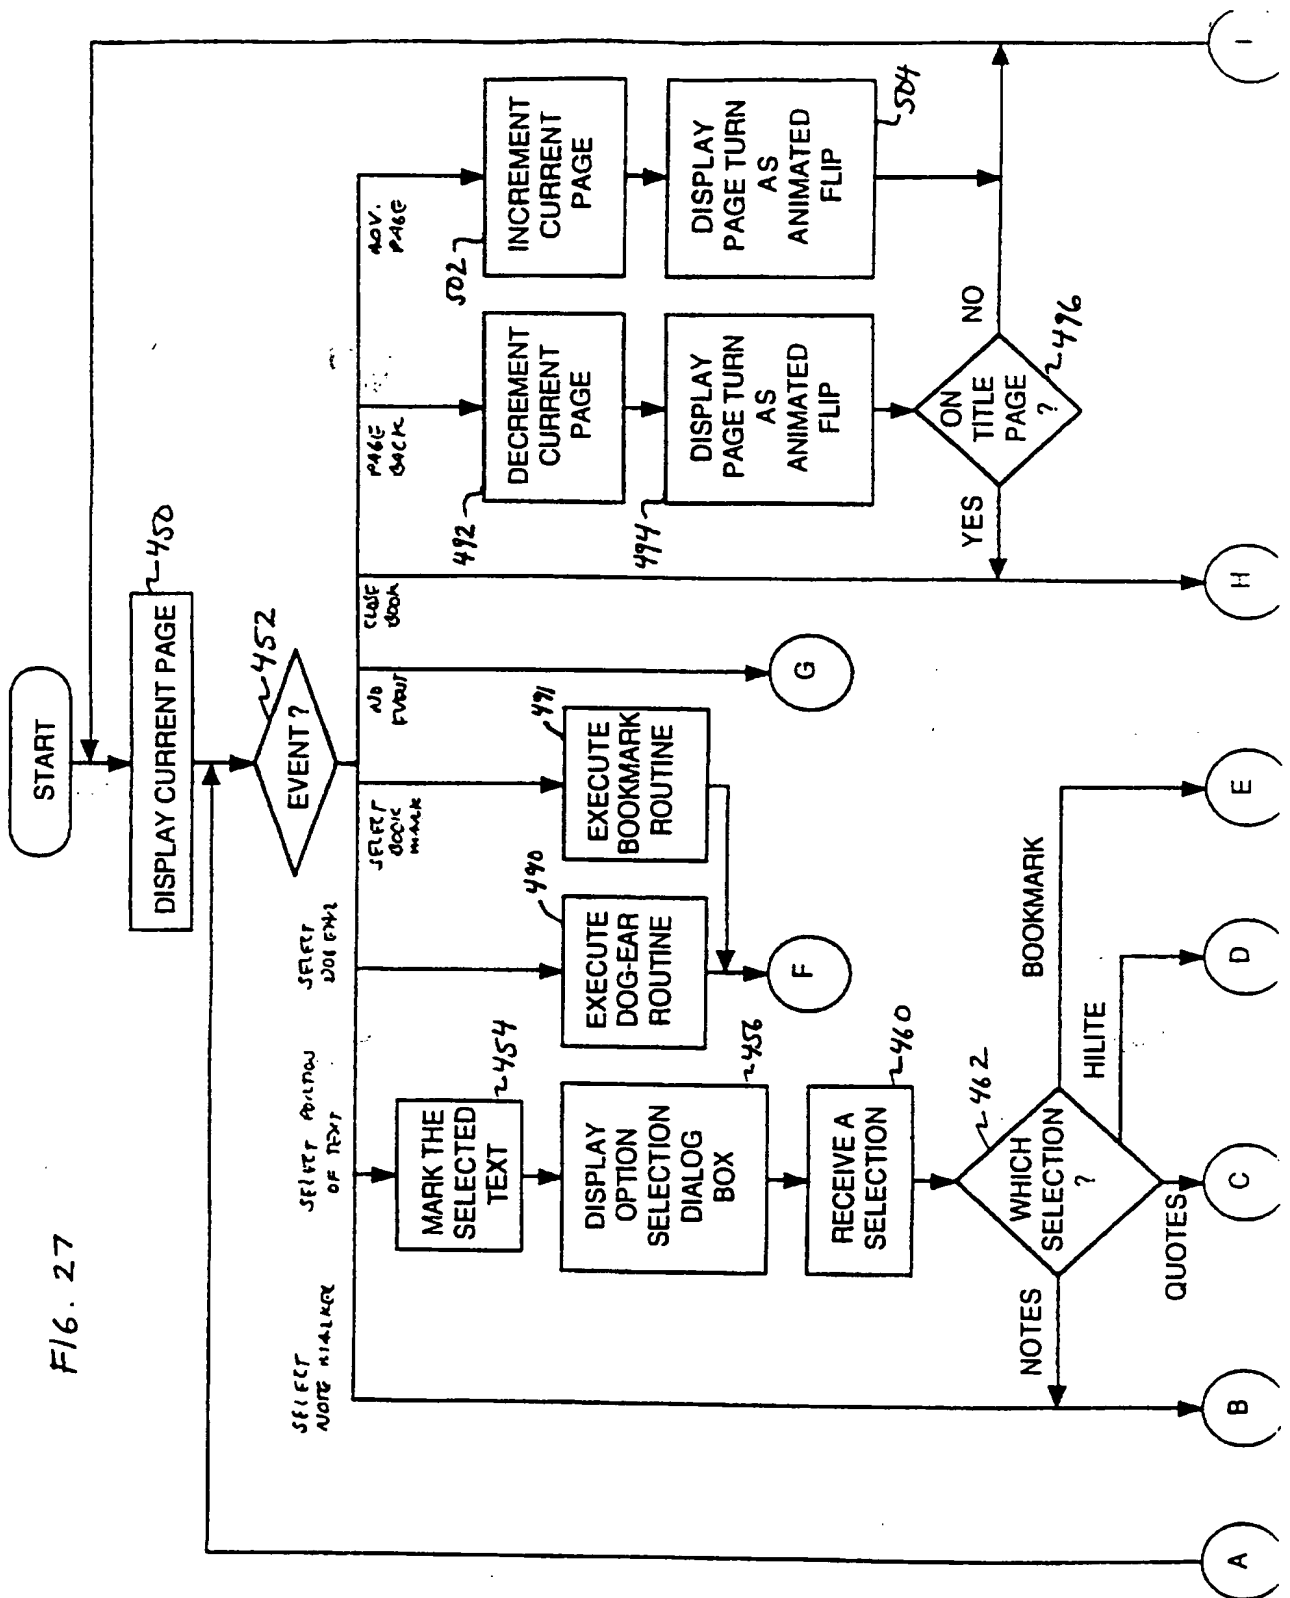 FIG. 27
START
DISPLAY CURRENT PAGE
450
EVENT ?
452
SELECT
NOTE MARKER
SELECT PORTION
OF TEXT
SELECT
DOG EAR
SELECT
BOOK
MARK
NO
EVENT
CLOSE
BOOK
PAGE
BACK
ADV.
PAGE
MARK THE
SELECTED
TEXT
454
DISPLAY
OPTION
SELECTION
DIALOG
BOX
456
RECEIVE A
SELECTION
460
WHICH
SELECTION
?
462
NOTES
QUOTES
HILITE
BOOKMARK
EXECUTE
DOG-EAR
ROUTINE
490
EXECUTE
BOOKMARK
ROUTINE
491
DECREMENT
CURRENT
PAGE
492
DISPLAY
PAGE TURN
AS
ANIMATED
FLIP
494
ON
TITLE
PAGE
?
496
YES
NO
INCREMENT
CURRENT
PAGE
502
DISPLAY
PAGE TURN
AS
ANIMATED
FLIP
504
F
G
A
B
C
D
E
H
I